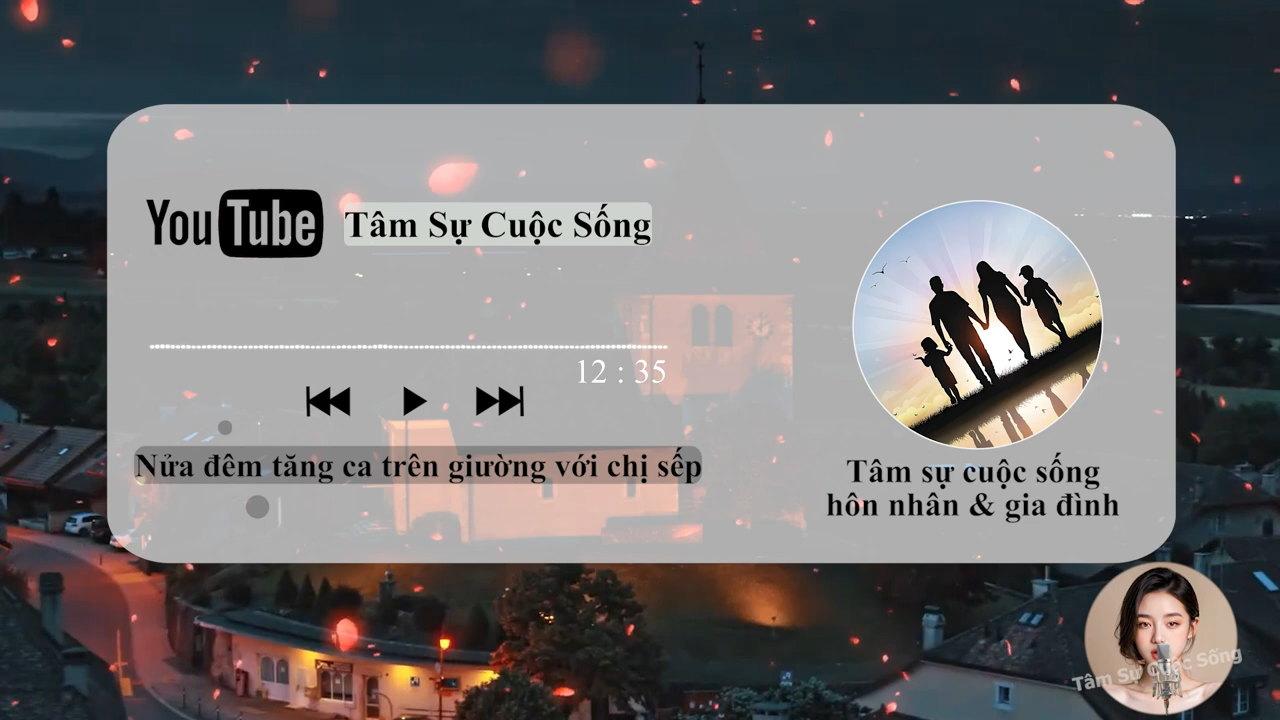 YouTube
Tâm Sự Cuộc Sống
12 : 35
Nửa đêm tăng ca trên giường với chị sếp
Tâm sự cuộc sống
hôn nhân & gia đình
Tâm Sự Cuộc Sống